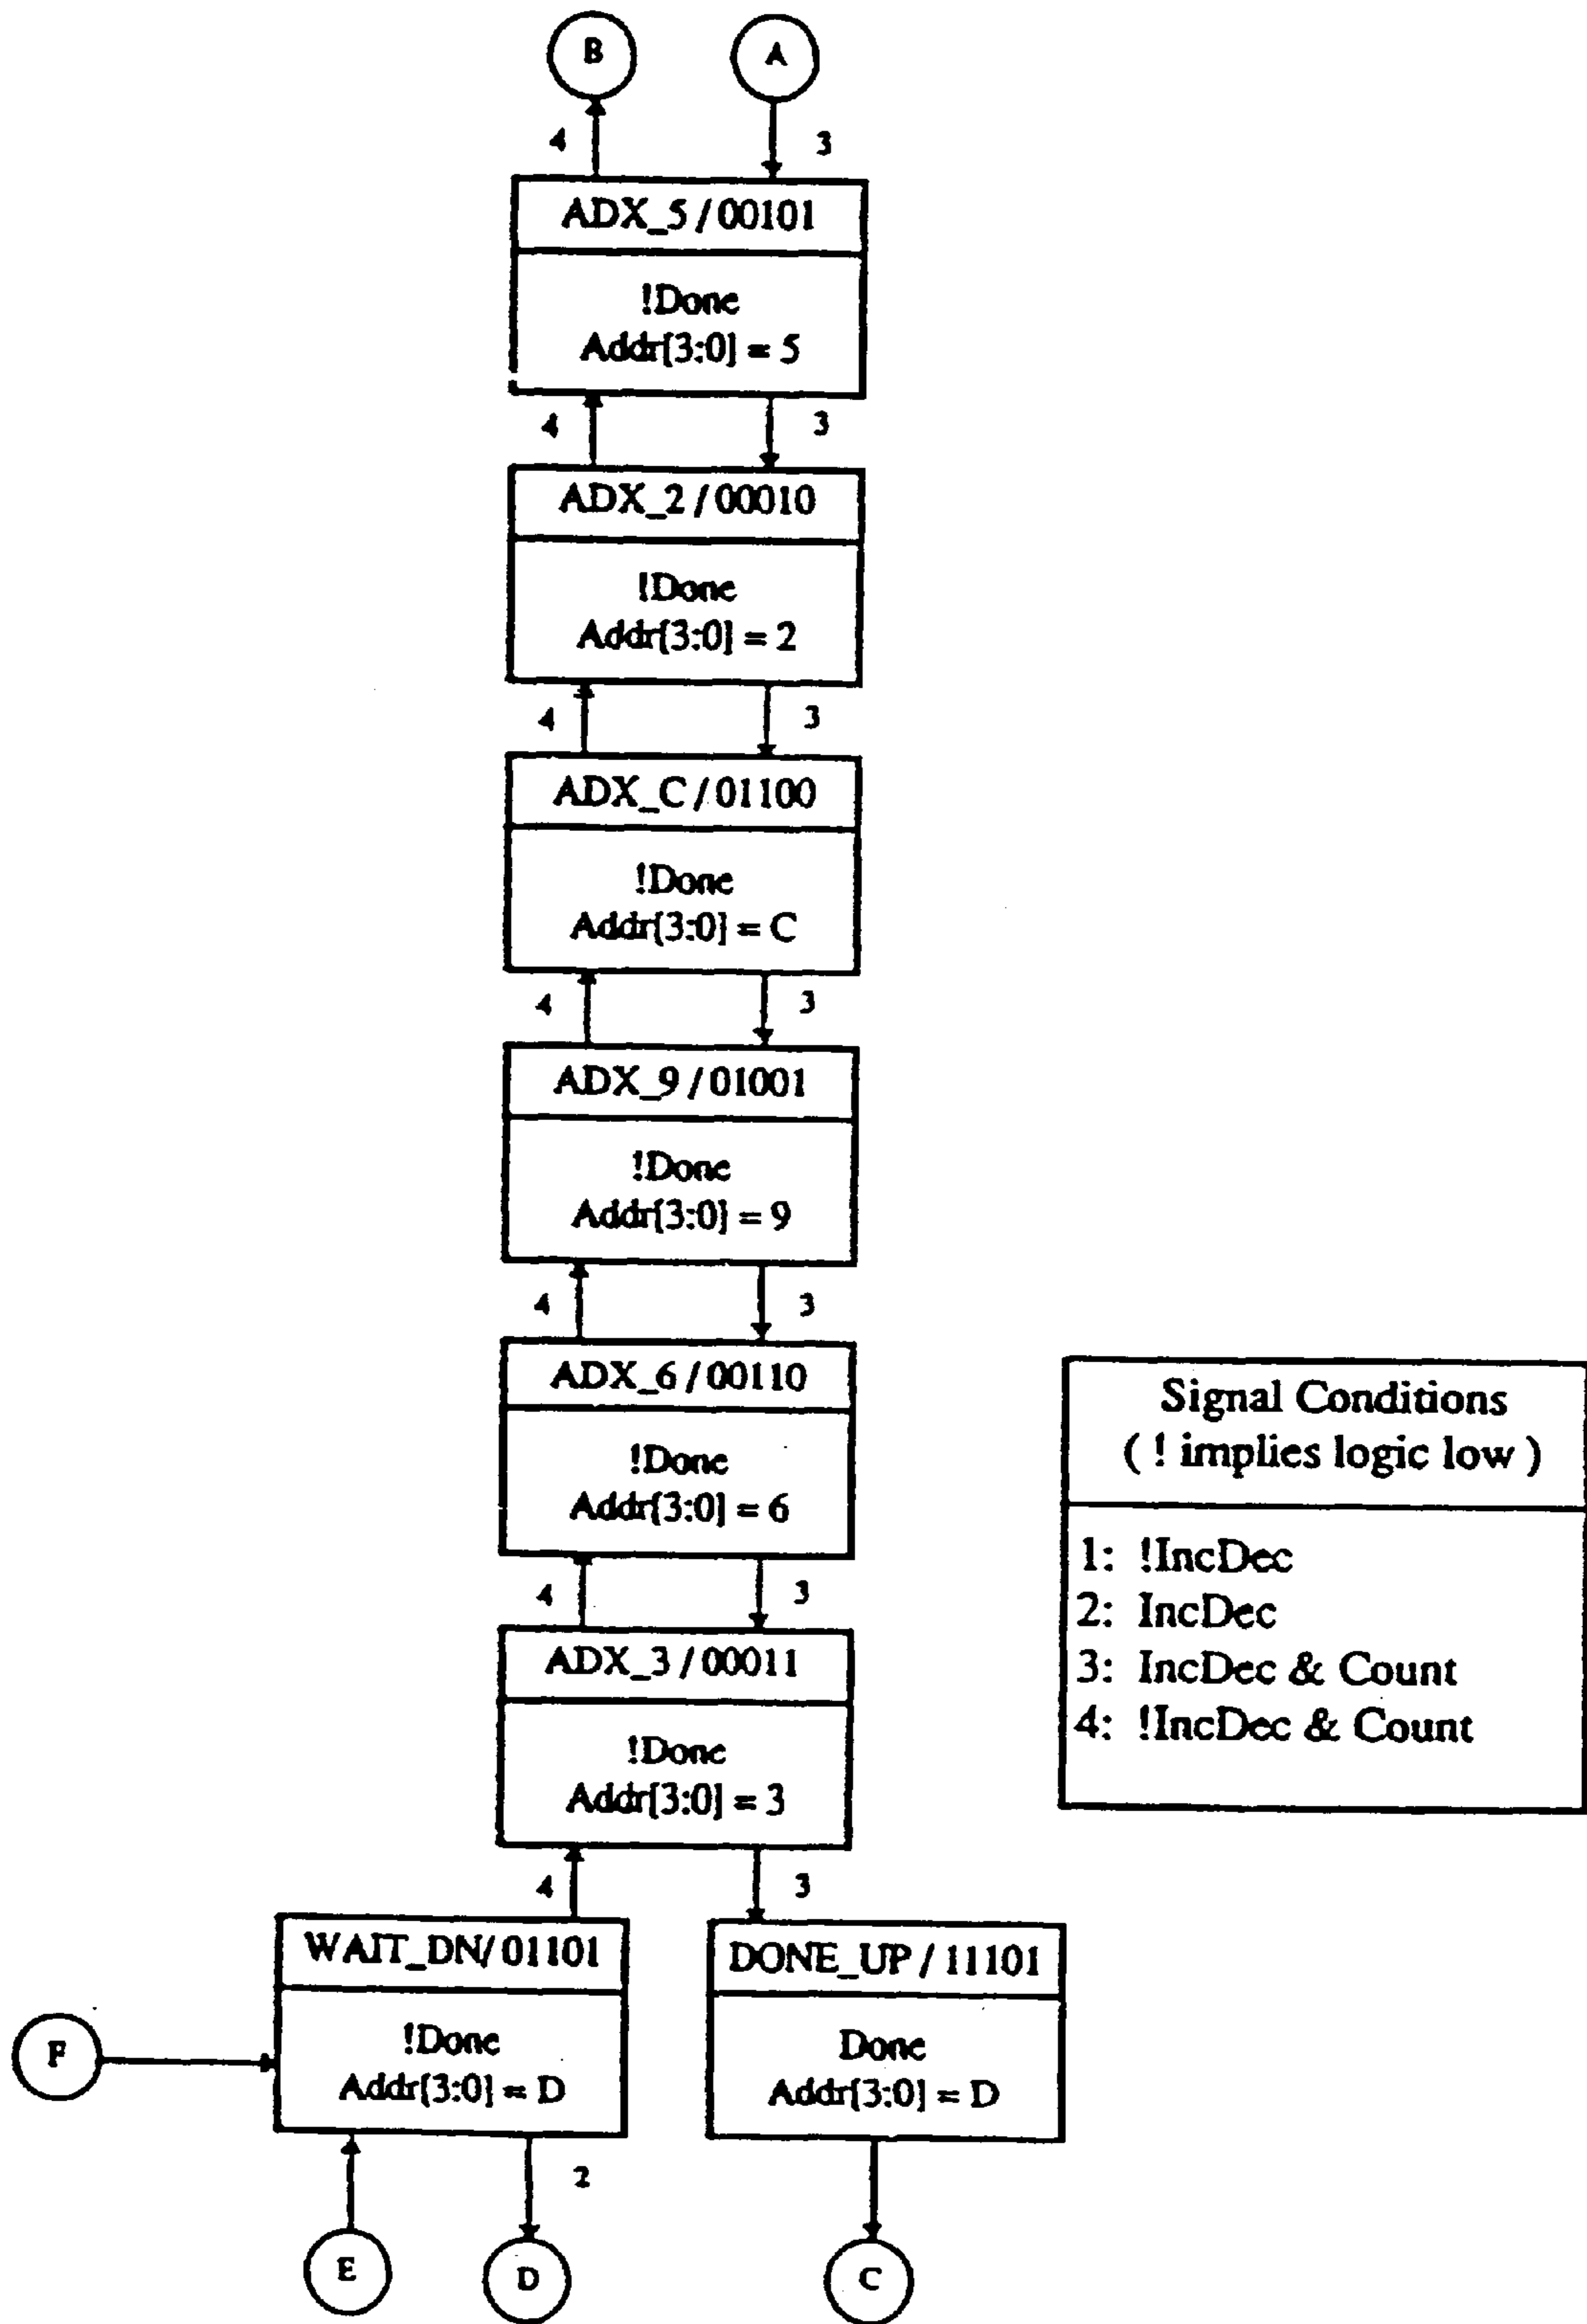 B
A
4
3
ADX_5 / 00101
!Done
Addr[3:0] = 5
4
3
ADX_2 / 00010
!Done
Addr[3:0] = 2
4
3
ADX_C / 01100
!Done
Addr[3:0] = C
4
3
ADX_9 / 01001
!Done
Addr[3:0] = 9
4
3
ADX_6 / 00110
!Done
Addr[3:0] = 6
4
3
ADX_3 / 00011
!Done
Addr[3:0] = 3
4
3
WAIT_DN/ 01101
!Done
Addr[3:0] = D
DONE_UP / 11101
Done
Addr[3:0] = D
F
2
E
D
C
Signal Conditions
( ! implies logic low )
1: !IncDec
2: IncDec
3: IncDec & Count
4: !IncDec & Count